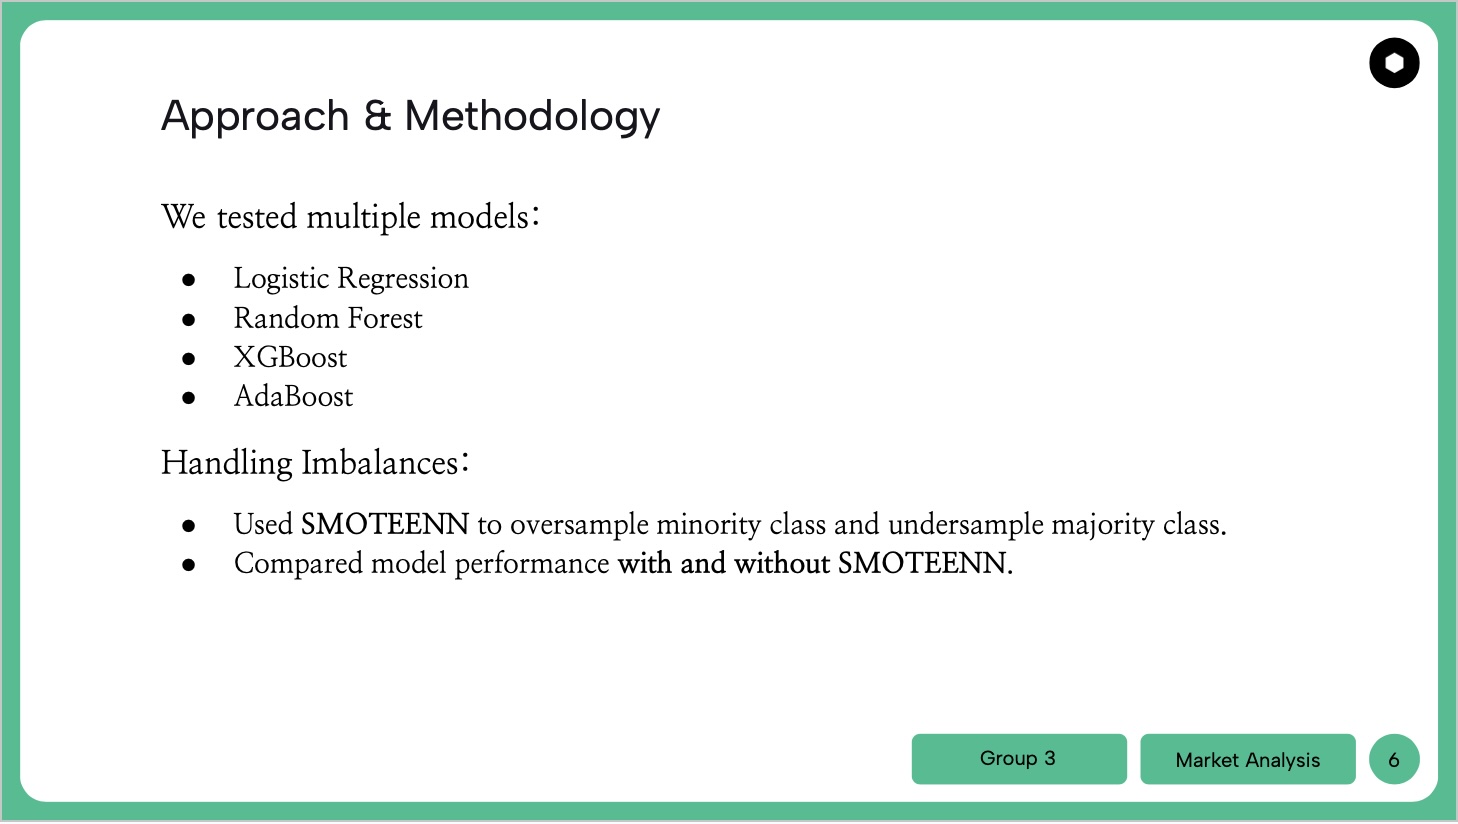 Approach & Methodology
We tested multiple models:
● Logistic Regression
● Random Forest
● XGBoost
● AdaBoost
Handling Imbalances:
● Used SMOTEENN to oversample minority class and undersample majority class.
● Compared model performance with and without SMOTEENN.
Group 3
Market Analysis
6